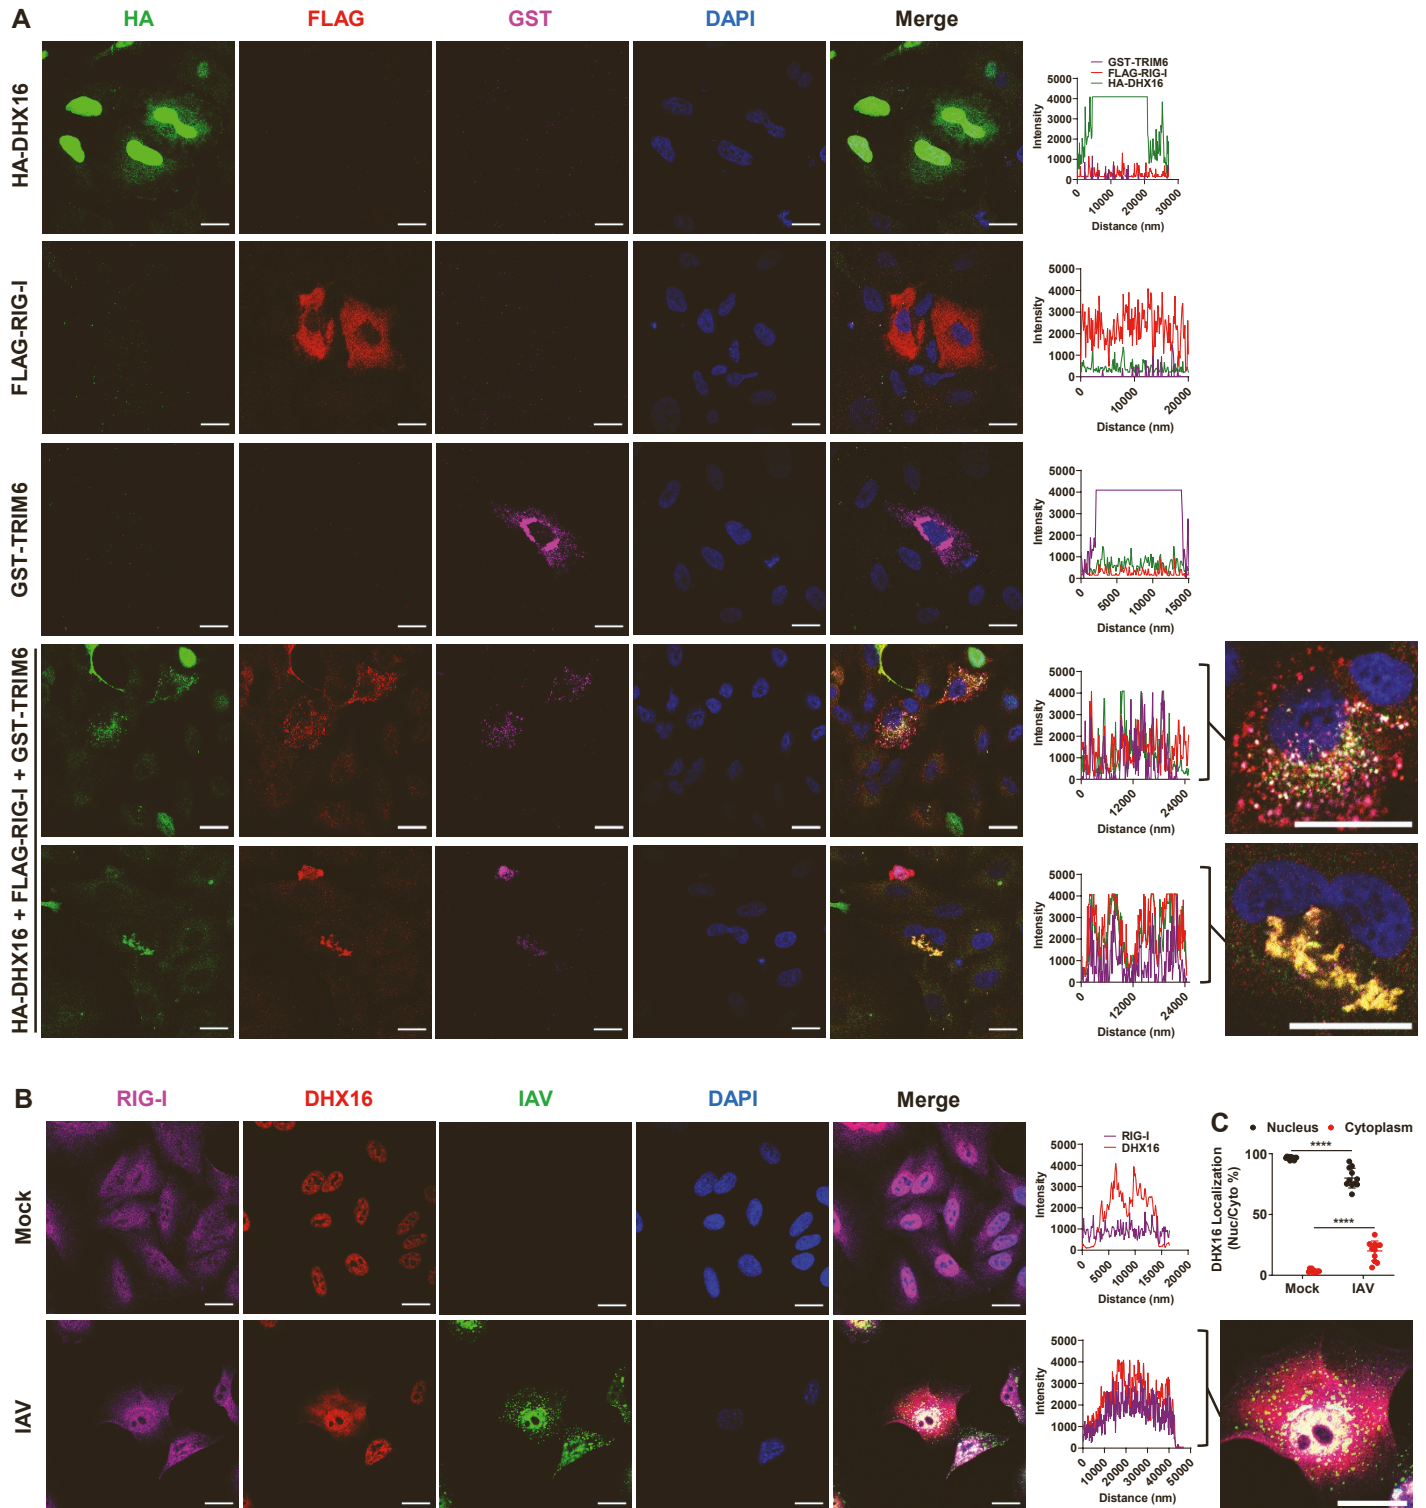 A
HA FLAG GST DAPI Merge
HA-DHX16
GST-TRIM6
FLAG-RIG-I
HA-DHX16
Intensity
5000
4000
3000
2000
1000
0
0 10000 20000 30000
Distance (nm)
FLAG-RIG-I
Intensity
5000
4000
3000
2000
1000
0
0 10000 20000
Distance (nm)
GST-TRIM6
Intensity
5000
4000
3000
2000
1000
0
0 5000 10000 15000
Distance (nm)
HA-DHX16 + FLAG-RIG-I + GST-TRIM6
Intensity
5000
4000
3000
2000
1000
0
0 12000 24000
Distance (nm)
Intensity
5000
4000
3000
2000
1000
0
0 12000 24000
Distance (nm)
B
RIG-I DHX16 IAV DAPI Merge
Mock
RIG-I
DHX16
Intensity
5000
4000
3000
2000
1000
0
0 5000 10000 15000 20000
Distance (nm)
C
Nucleus Cytoplasm
DHX16 Localization
(Nuc/Cyto %)
100
50
0
****
****
Mock IAV
IAV
Intensity
5000
4000
3000
2000
1000
0
0 10000 20000 30000 40000 50000
Distance (nm)